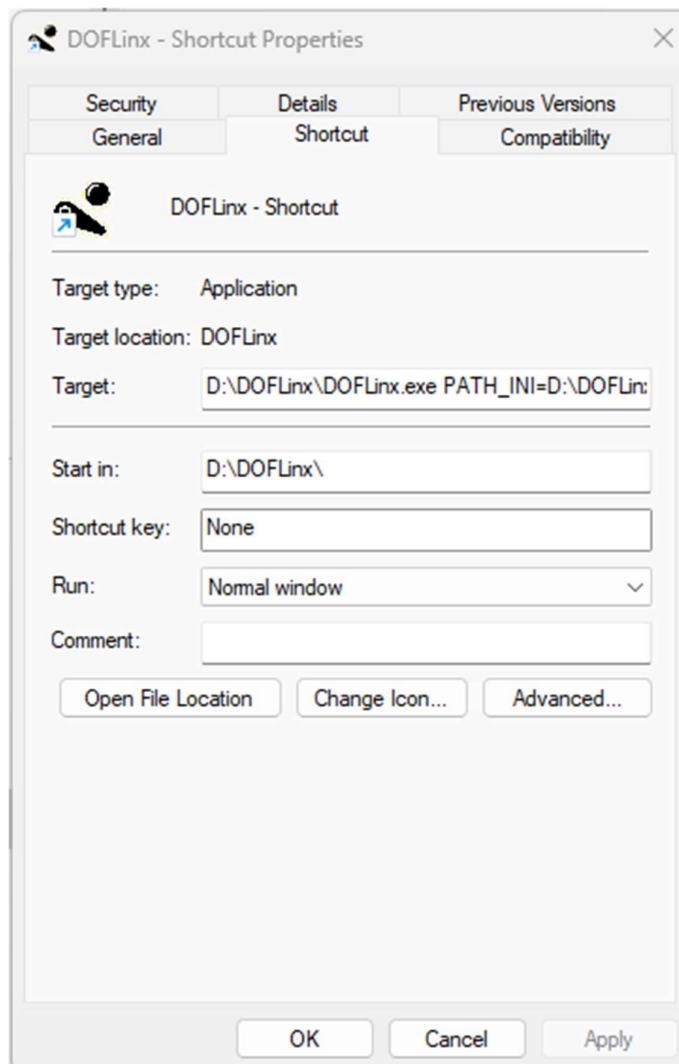 DOFLinx - Shortcut Properties
Security Details Previous Versions
General Shortcut Compatibility
DOFLinx - Shortcut
Target type: Application
Target location: DOFLinx
Target: D:\DOFLinx\DOFLinx.exe PATH_INI=D:\DOFLin
Start in: D:\DOFLinx\
Shortcut key: None
Run: Normal window
Comment:
Open File Location Change Icon... Advanced...
OK Cancel Apply